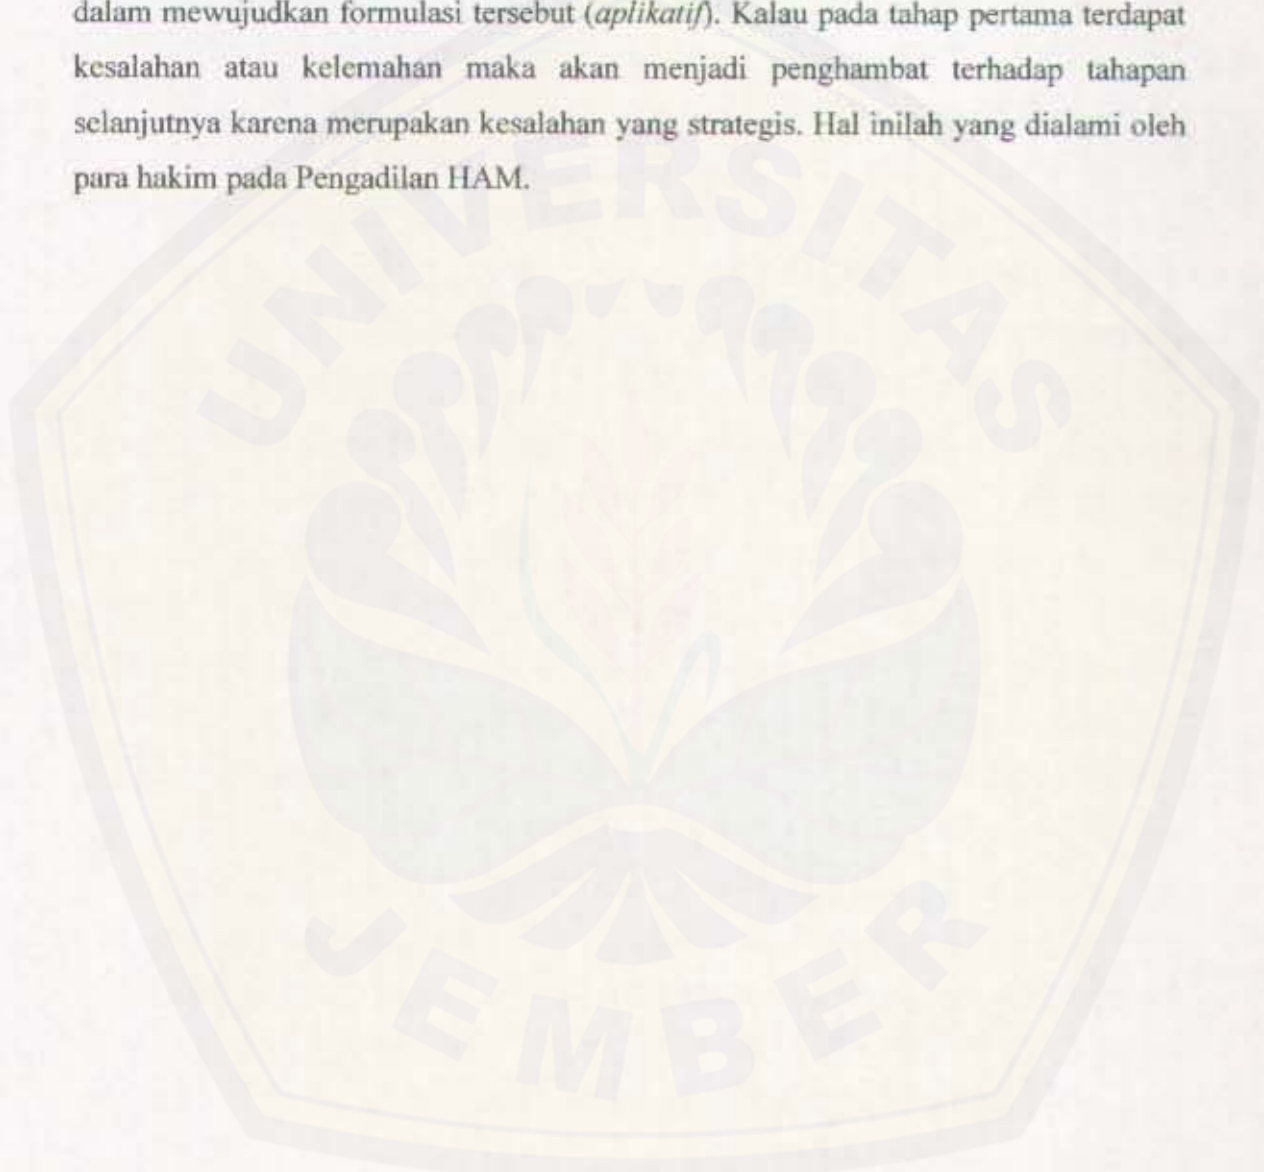 dalam mewujudkan formulasi tersebut (aplikatif). Kalau pada tahap pertama terdapat
kesalahan atau kelemahan maka akan menjadi penghambat terhadap tahapan
selanjutnya karena merupakan kesalahan yang strategis. Hal inilah yang dialami oleh
para hakim pada Pengadilan HAM.
UNIVERSITAS
JEMBER